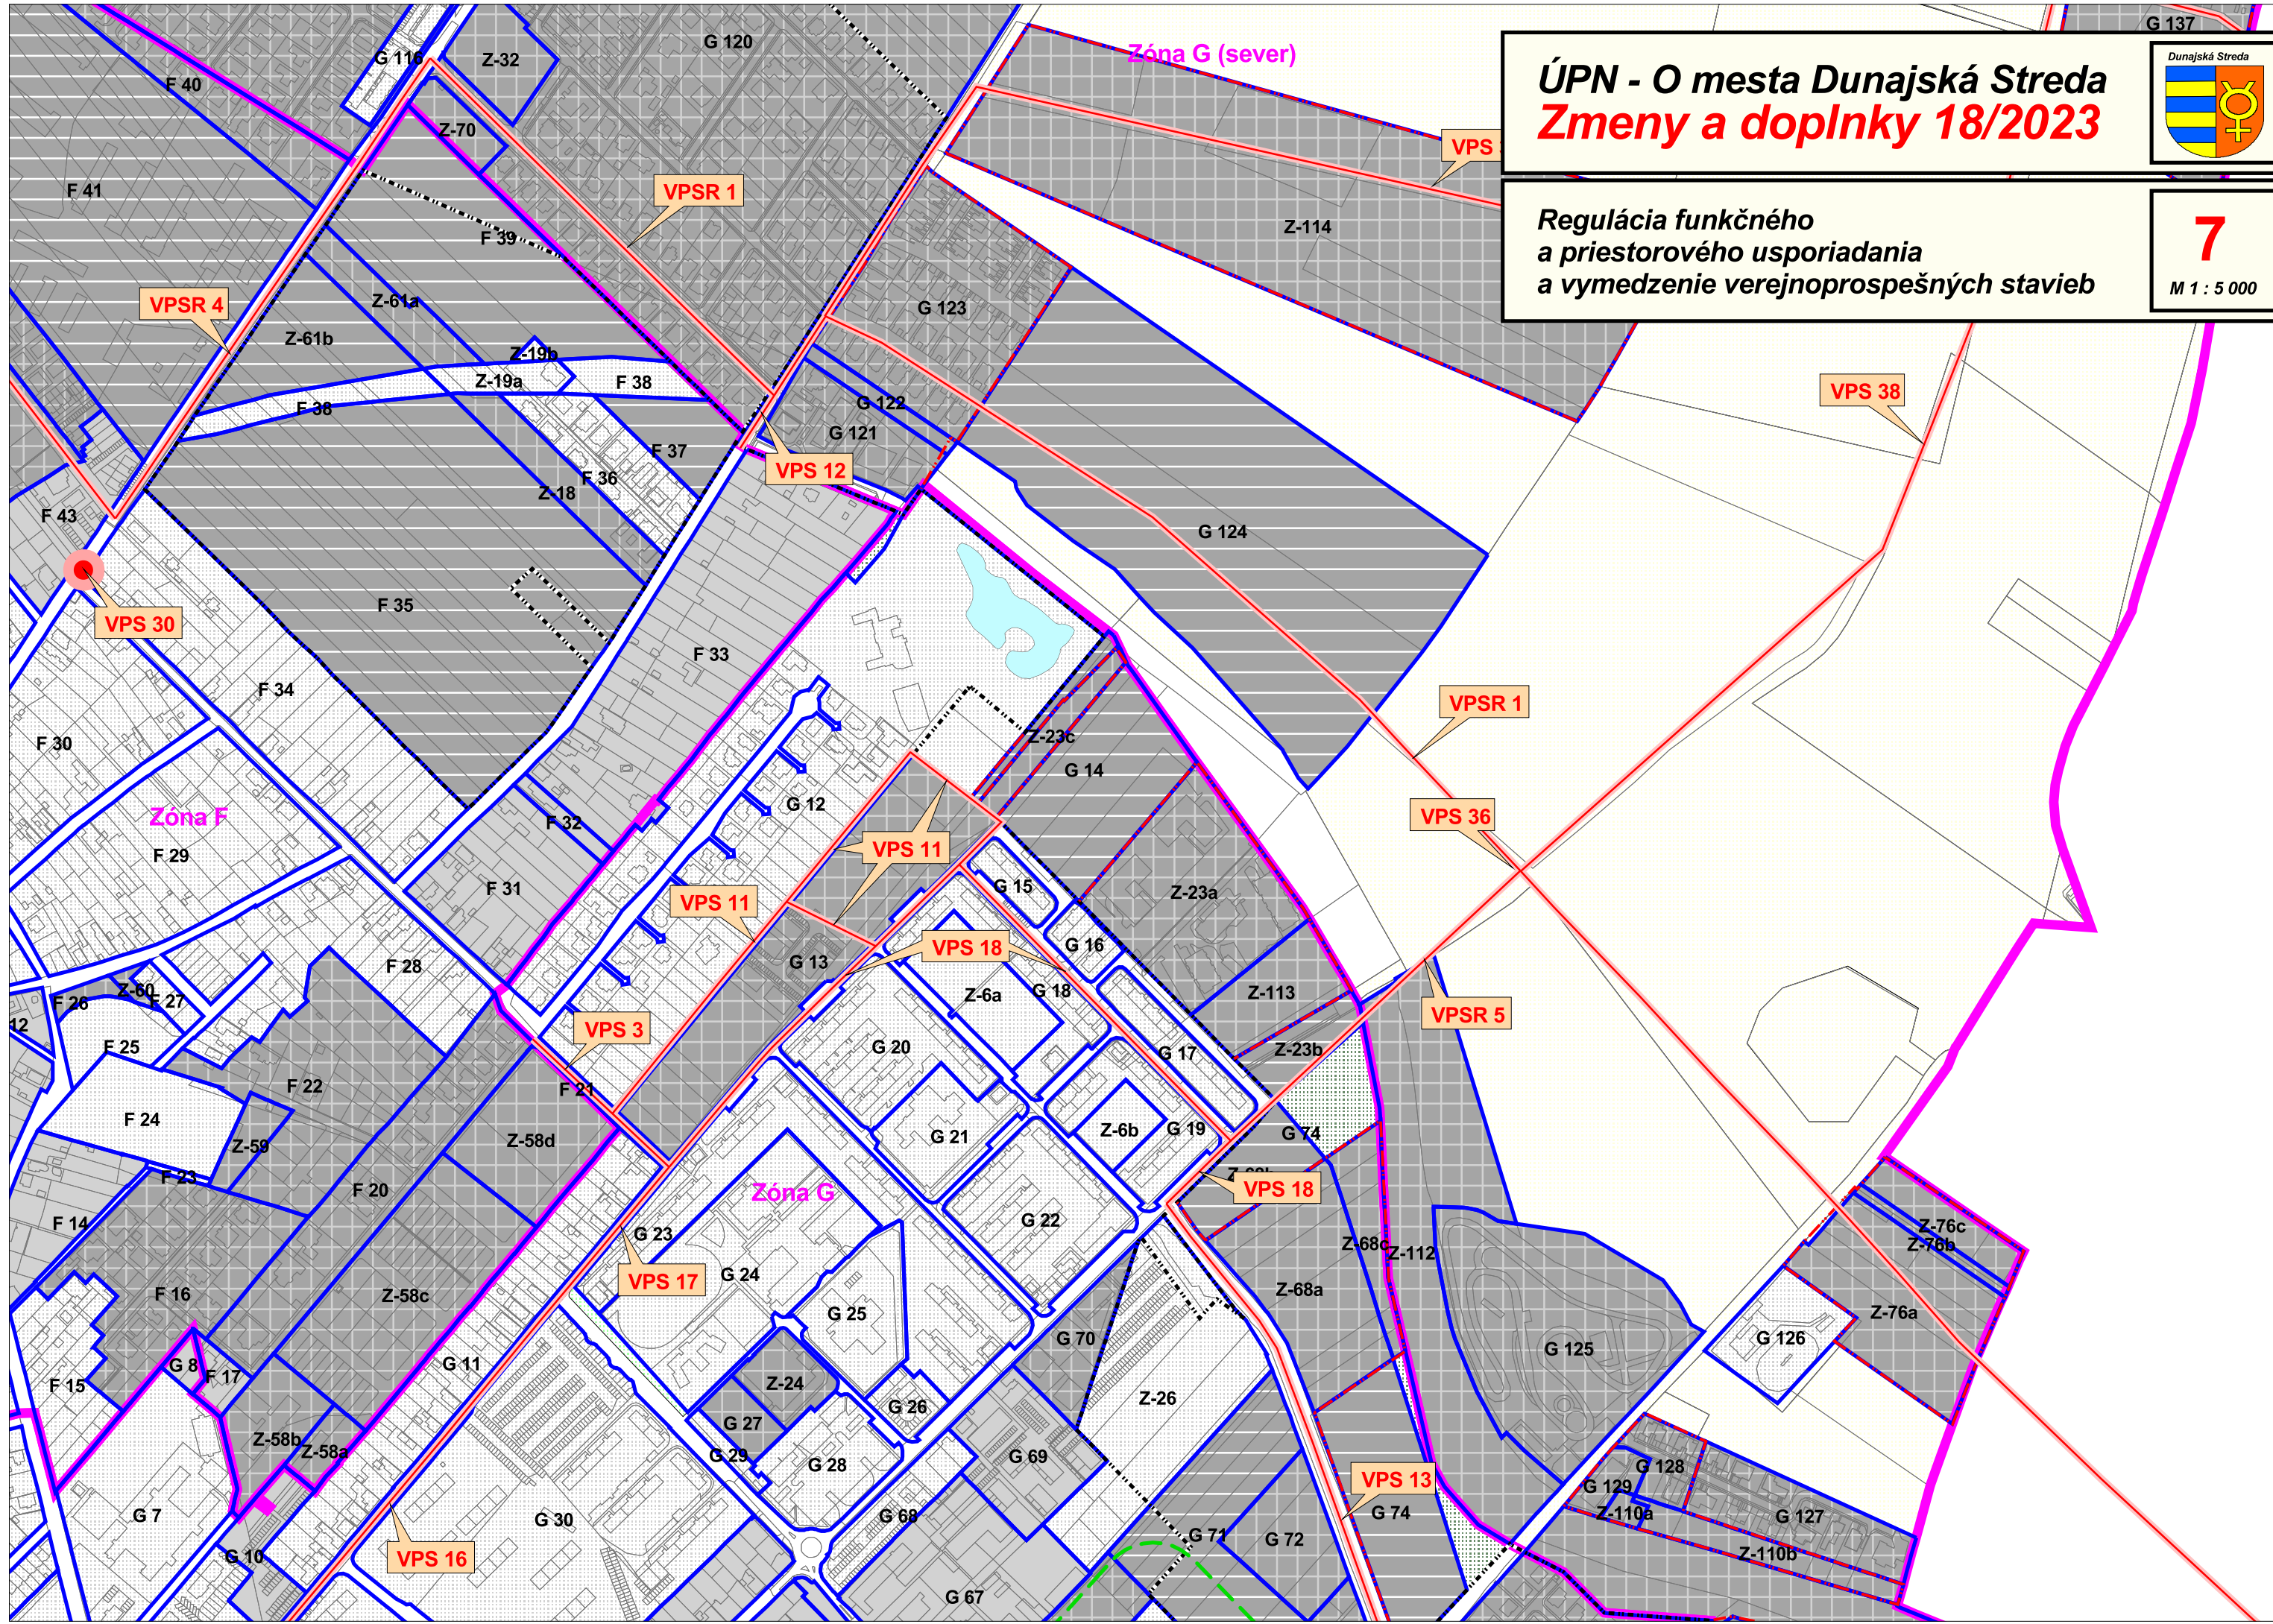 ÚPN - O mesta Dunajská Streda
Zmeny a doplnky 18/2023
Dunajská Streda
Regulácia funkčného
a priestorového usporiadania
a vymedzenie verejnoprospešných stavieb
7
M 1 : 5 000
Zóna G (sever)
G 137
G 120
G 116
Z-32
F 40
Z-70
VPS
F 41
VPSR 1
Z-114
F 39
VPSR 4
Z-61a
G 123
Z-61b
Z-19b
Z-19a
F 38
F 38
VPS 38
G 122
G 121
F 37
VPS 12
F 36
Z-18
F 43
G 124
F 35
VPS 30
F 33
F 34
VPSR 1
F 30
Z-23c
G 14
G 12
Zóna F
F 32
VPS 36
F 29
VPS 11
F 31
G 15
Z-23a
VPS 11
G 16
VPS 18
G 13
F 28
Z-6a
G 18
Z-113
Z-60
F 26
F 27
12
VPSR 5
VPS 3
F 25
G 20
G 17
Z-23b
F 22
F 21
F 24
Z-6b
G 19
G 74
G 21
Z-58d
Z-59
F 23
VPS 18
F 20
Zóna G
F 14
G 22
G 23
Z-68c
Z-112
Z-76c
Z-76b
VPS 17
G 24
Z-68a
F 16
Z-58c
G 25
Z-76a
G 70
G 126
G 125
G 8
F 17
G 11
F 15
Z-24
Z-26
G 26
G 27
Z-58b
Z-58a
G 29
G 28
G 69
G 128
VPS 13
G 129
G 7
G 30
G 68
G 74
Z-110a
G 127
G 71
G 72
G 10
VPS 16
Z-110b
G 67